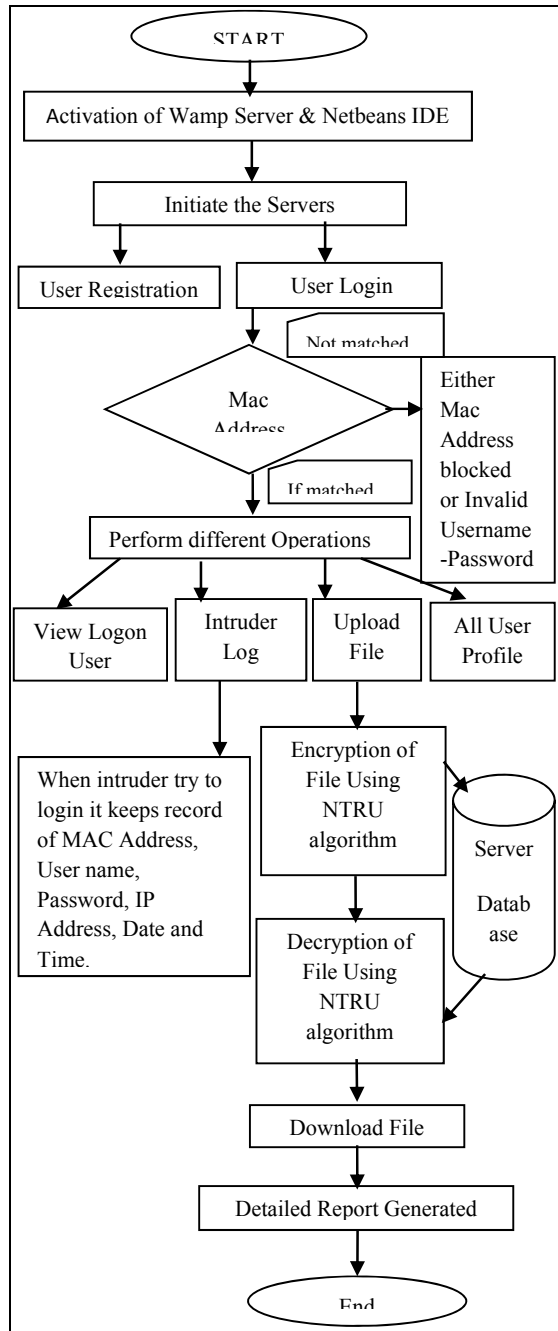 START
Activation of Wamp Server & Netbeans IDE
Initiate the Servers
User Registration
User Login
Not matched
Mac
Address
Either
Mac
Address
blocked
or Invalid
Username
-Password
If matched
Perform different Operations
View Logon
User
Intruder
Log
Upload
File
All User
Profile
When intruder try to
login it keeps record
of MAC Address,
User name,
Password, IP
Address, Date and
Time.
Encryption of
File Using
NTRU
algorithm
Server
Datab
ase
Decryption of
File Using
NTRU
algorithm
Download File
Detailed Report Generated
End